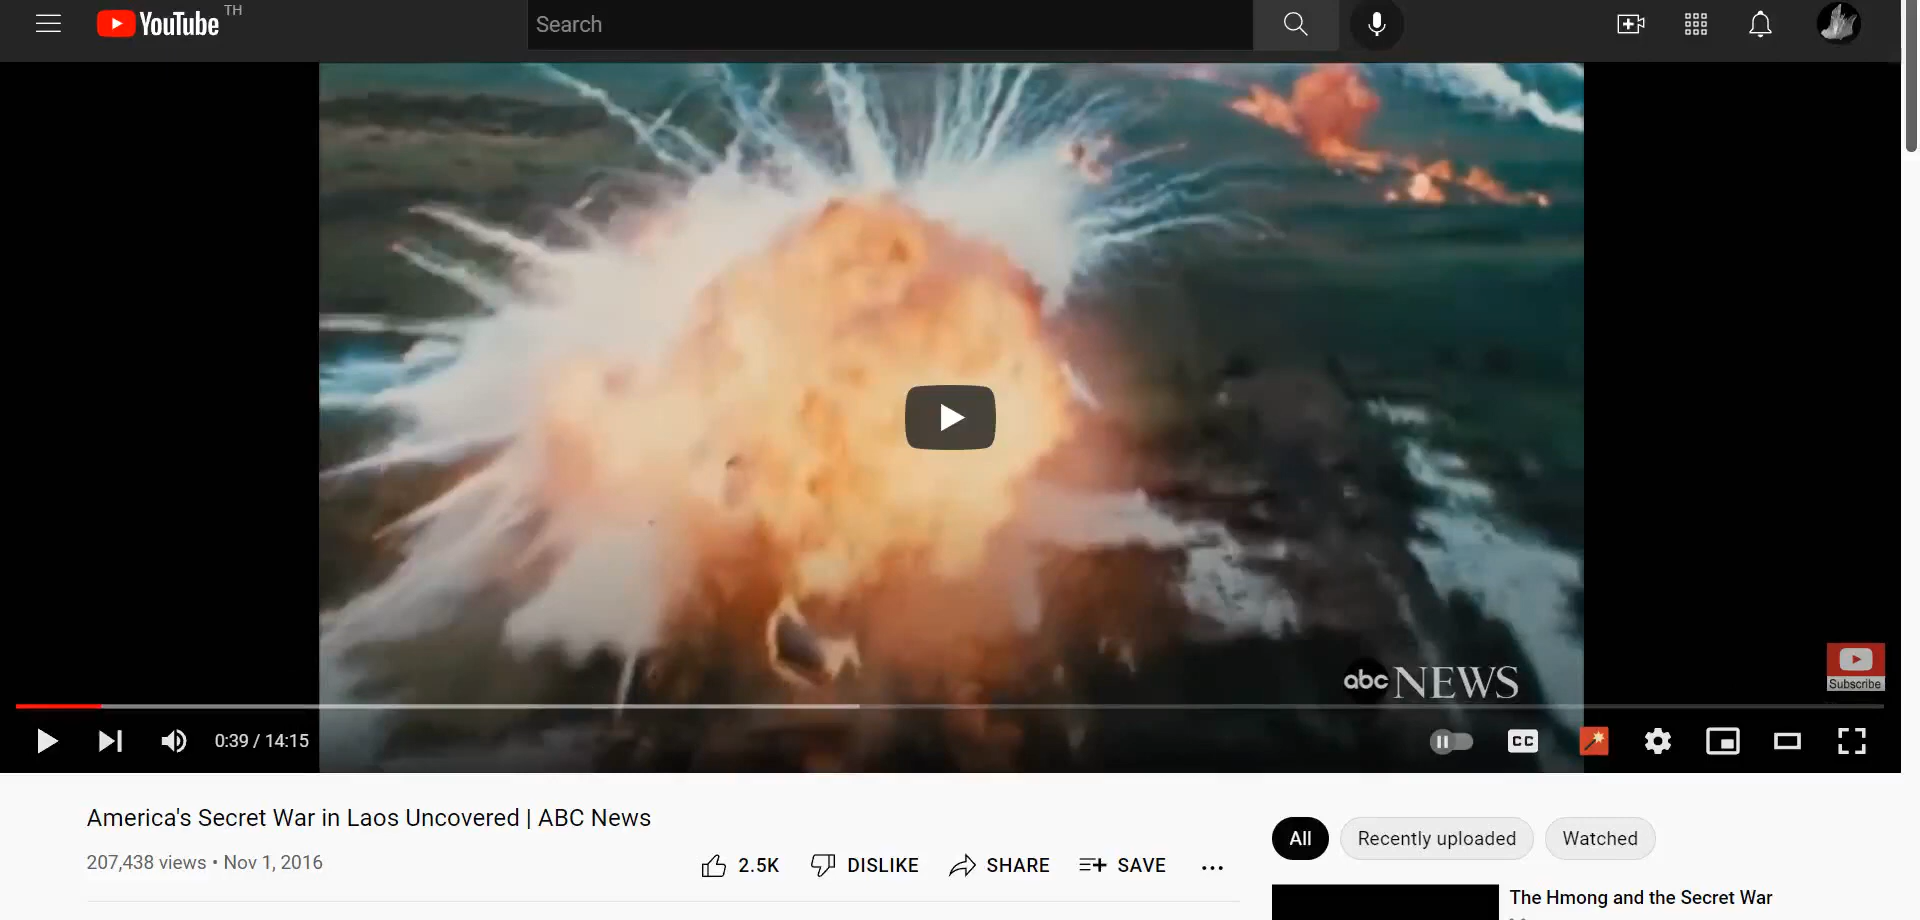 YouTube TH
Search
abc NEWS
Subscribe
0:39 / 14:15
CC
America's Secret War in Laos Uncovered | ABC News
207,438 views • Nov 1, 2016
2.5K DISLIKE SHARE SAVE
All Recently uploaded Watched
The Hmong and the Secret War